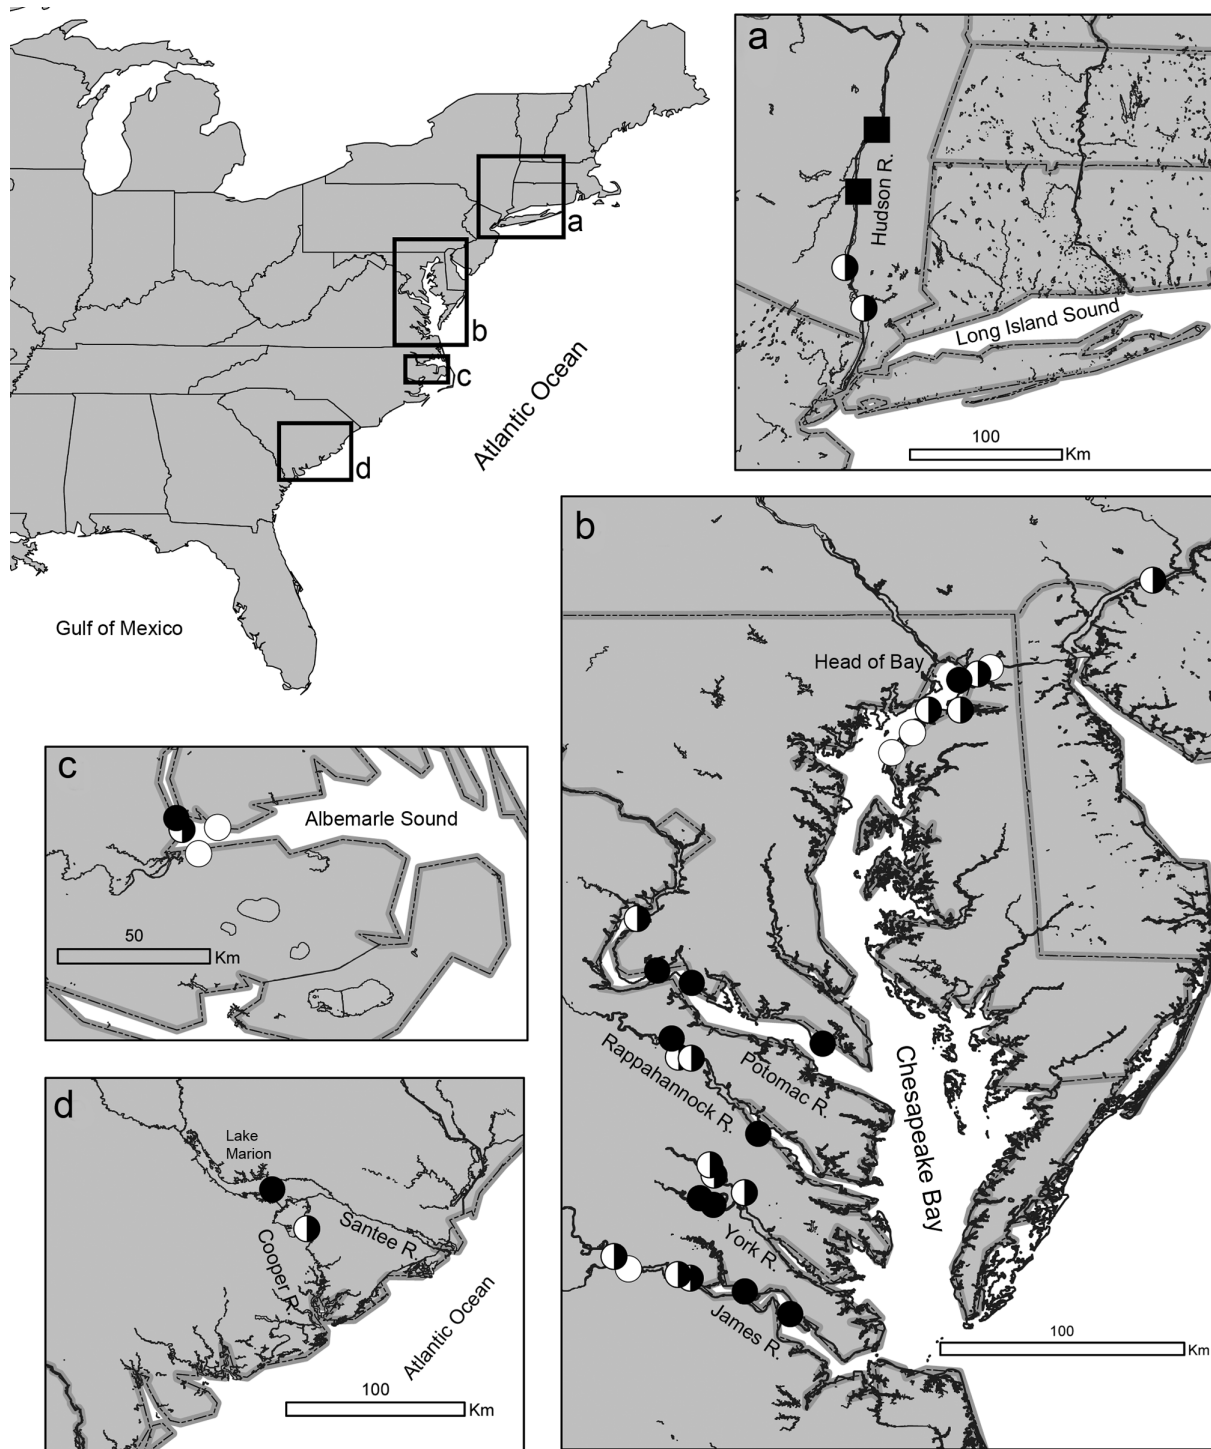 a
b
c
d
Atlantic Ocean
Gulf of Mexico
a
Hudson R.
Long Island Sound
100
Km
b
Head of Bay
Chesapeake Bay
Potomac R.
Rappahannock R.
York R.
James R.
100
Km
c
Albemarle Sound
50
Km
d
Lake
Marion
Santee R.
Cooper R.
Atlantic Ocean
100
Km